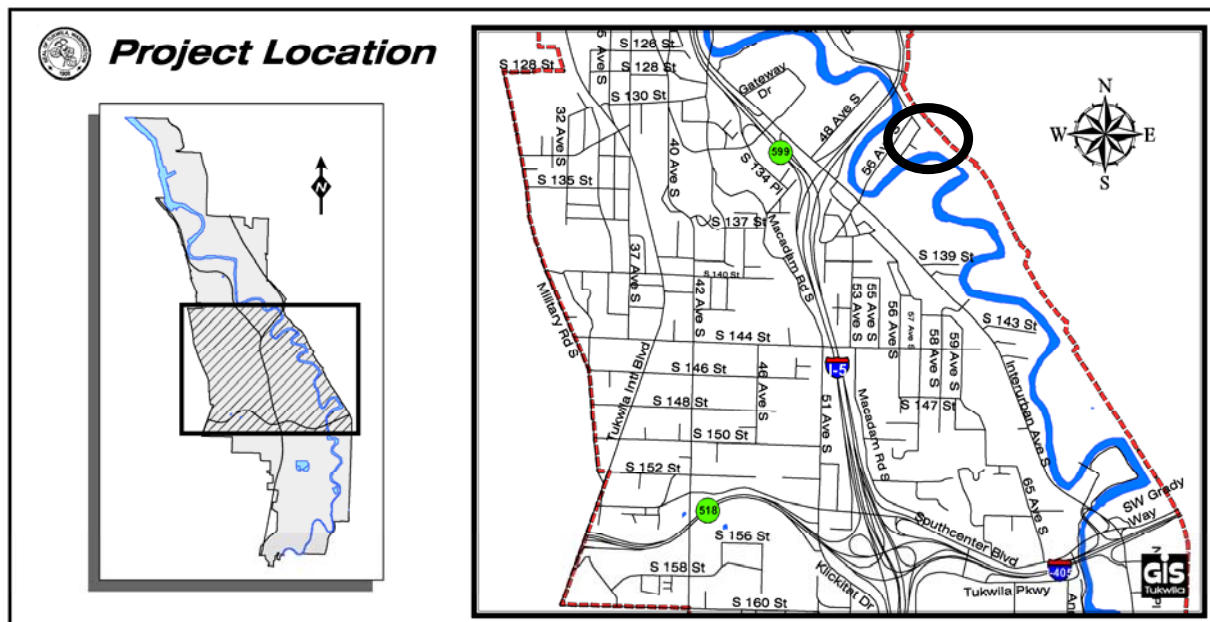 SEAL OF TUKWILA, WASHINGTON
1908
Project Location
N
S 126 St
S 128 St
S 128 St
S 130 St
Gateway Dr
48 Ave S
32 Ave S
40 Ave S
599
S 134 Pl
56 Ave S
N
W
E
S
S 135 St
S 137 St
Macadam Rd S
37 Ave S
S 140 St
S 139 St
Military Rd S
42 Ave S
53 Ave S
55 Ave S
56 Ave S
57 Ave S
58 Ave S
59 Ave S
S 143 St
S 144 St
Tukwila Intl Blvd
S 146 St
46 Ave S
I-5
Interurban Ave S
S 148 St
51 Ave S
Macadam Rd S
S 147 St
S 150 St
S 152 St
65 Ave S
SW Grady Way
518
Southcenter Blvd
S 156 St
S 158 St
Klickitat Dr
I-405
GIS
Tukwila
Tukwila Pkwy
S 160 St